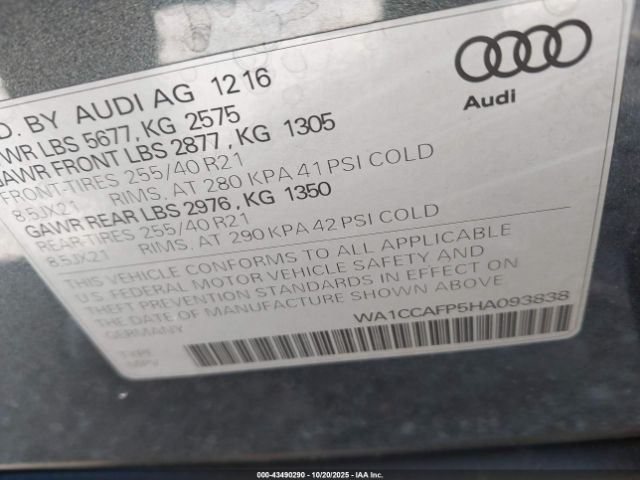 D. BY AUDI AG 12 16
WR LBS 5677, KG 2575
GAWR FRONT LBS 2877, KG 1305
FRONT-TIRES 255/40 R21
8.5JX21 RIMS, AT 280 KPA 41 PSI COLD
GAWR REAR LBS 2976, KG 1350
REAR-TIRES 255/40 R21
8.5JX21 RIMS, AT 290 KPA 42 PSI COLD
THIS VEHICLE CONFORMS TO ALL APPLICABLE
U.S. FEDERAL MOTOR VEHICLE SAFETY AND
THEFT PREVENTION STANDARDS IN EFFECT ON
THE DATE OF MANUFACTURE SHOWN ABOVE
GERMANY
WA1CCAFP5HA093838
TYPE:
MPV
Audi
000-43490290 - 10/20/2025 - IAA Inc.